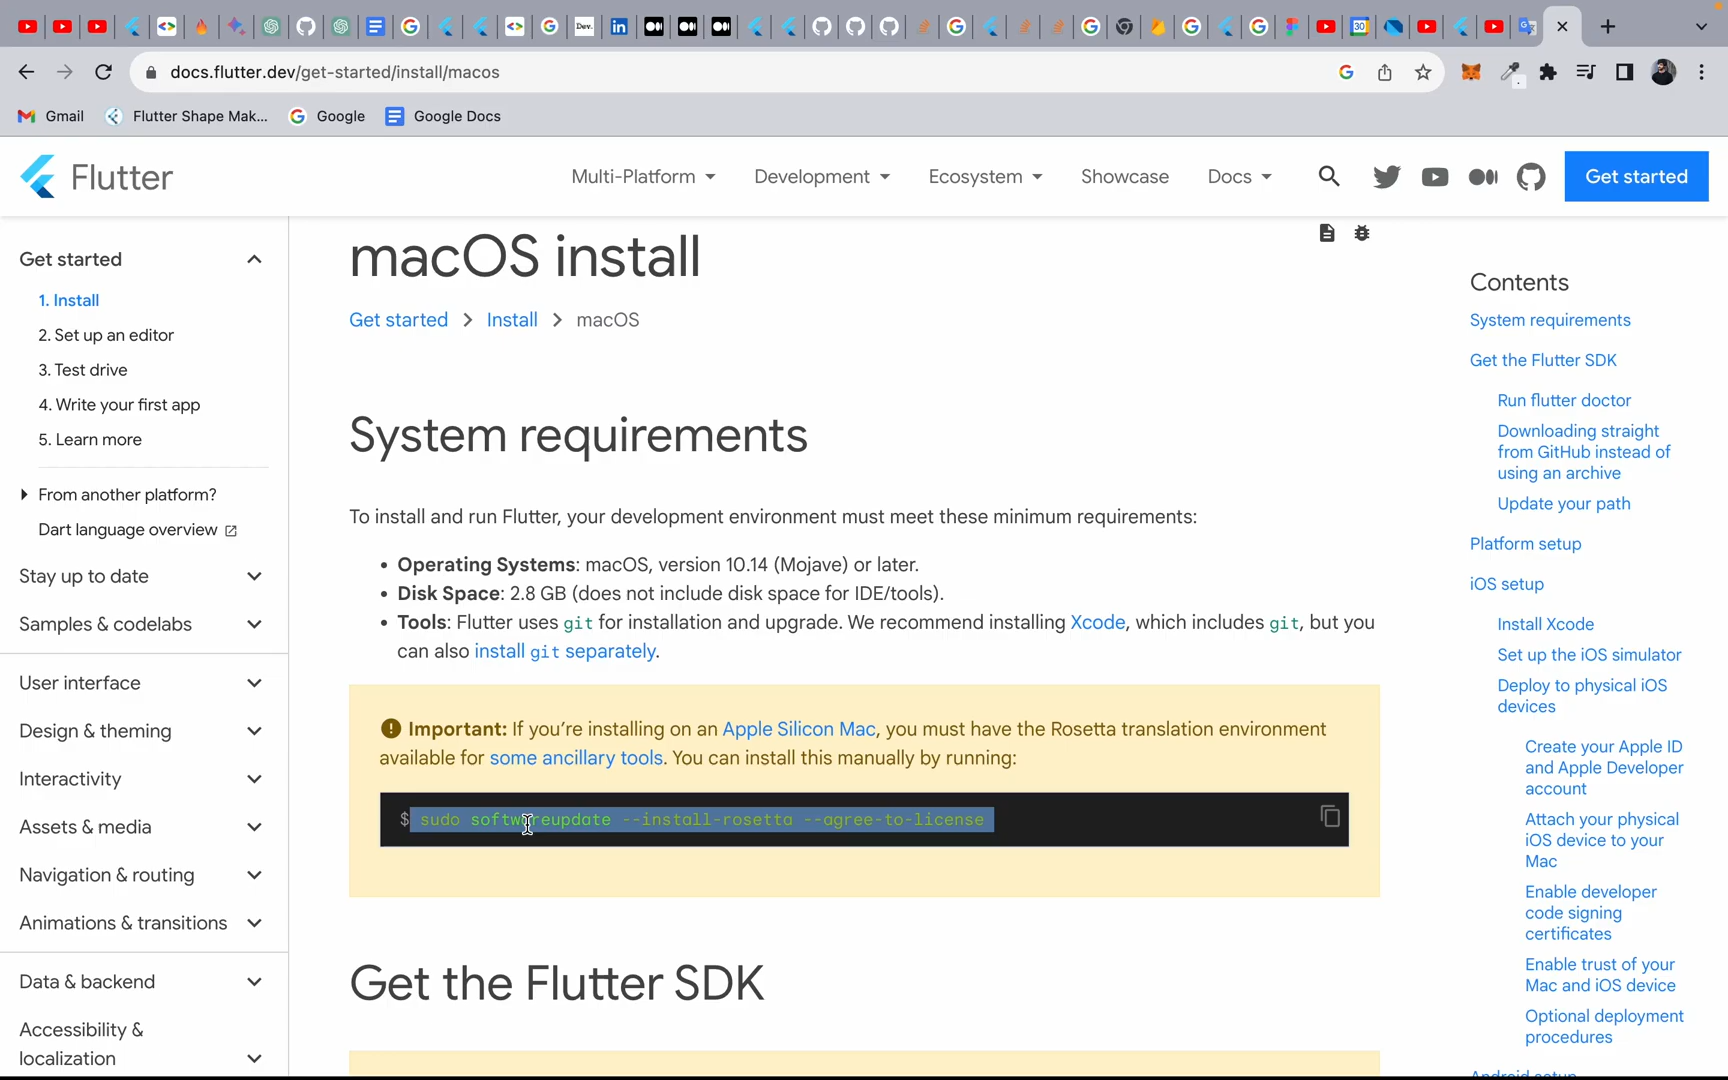 Dev.
30
docs.flutter.dev/get-started/install/macos
Gmail
Flutter Shape Mak...
Google
Google Docs
Flutter
Multi-Platform
Development
Ecosystem
Showcase
Docs
Get started
Get started
1. Install
2. Set up an editor
3. Test drive
4. Write your first app
5. Learn more
From another platform?
Dart language overview
Stay up to date
Samples & codelabs
User interface
Design & theming
Interactivity
Assets & media
Navigation & routing
Animations & transitions
Data & backend
Accessibility &
localization
macOS install
Get started > Install > macOS
System requirements
To install and run Flutter, your development environment must meet these minimum requirements:
• Operating Systems: macOS, version 10.14 (Mojave) or later.
• Disk Space: 2.8 GB (does not include disk space for IDE/tools).
• Tools: Flutter uses git for installation and upgrade. We recommend installing Xcode, which includes git, but you
can also install git separately.
Important: If you’re installing on an Apple Silicon Mac, you must have the Rosetta translation environment
available for some ancillary tools. You can install this manually by running:
$ sudo softwareupdate --install-rosetta --agree-to-license
Get the Flutter SDK
Contents
System requirements
Get the Flutter SDK
Run flutter doctor
Downloading straight
from GitHub instead of
using an archive
Update your path
Platform setup
iOS setup
Install Xcode
Set up the iOS simulator
Deploy to physical iOS
devices
Create your Apple ID
and Apple Developer
account
Attach your physical
iOS device to your
Mac
Enable developer
code signing
certificates
Enable trust of your
Mac and iOS device
Optional deployment
procedures
Android setup